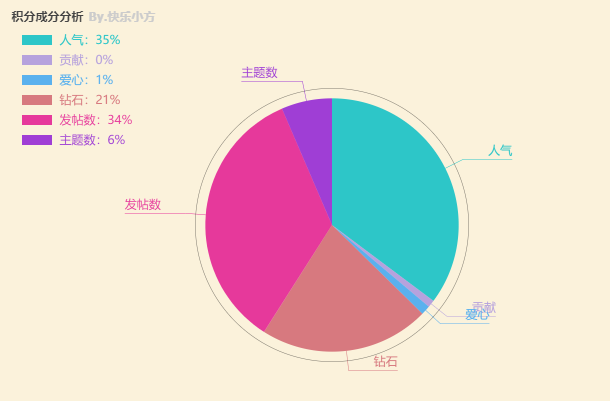 积分成分分析 By.快乐小方
人气：35%
贡献：0%
爱心：1%
钻石：21%
发帖数：34%
主题数：6%
主题数
人气
发帖数
贡献
爱心
钻石